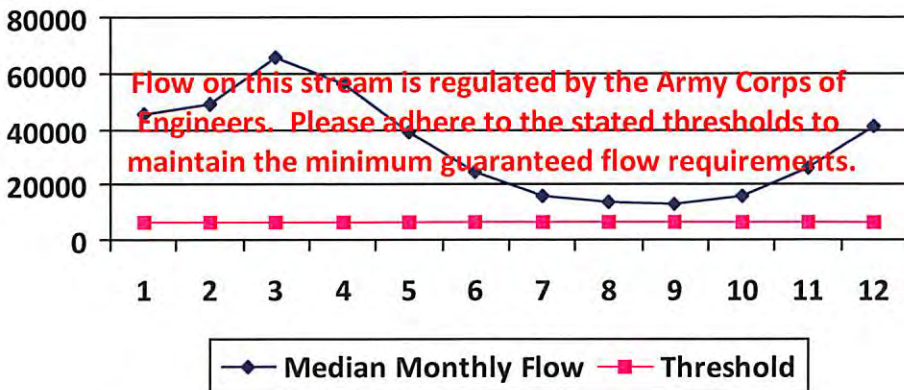 80000
60000
40000
20000
0
Flow on this stream is regulated by the Army Corps of
Engineers. Please adhere to the stated thresholds to
maintain the minimum guaranteed flow requirements.
1 2 3 4 5 6 7 8 9 10 11 12
Median Monthly Flow Threshold